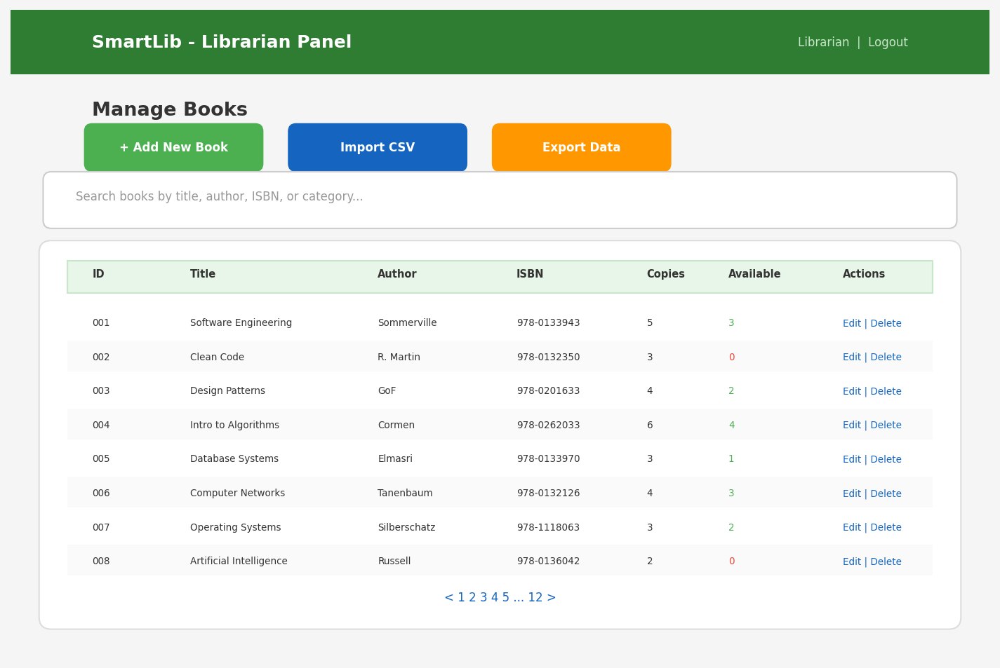 SmartLib - Librarian Panel
Librarian | Logout
Manage Books
+ Add New Book
Import CSV
Export Data
Search books by title, author, ISBN, or category...
ID Title Author ISBN Copies Available Actions
001 Software Engineering Sommerville 978-0133943 5 3 Edit | Delete
002 Clean Code R. Martin 978-0132350 3 0 Edit | Delete
003 Design Patterns GoF 978-0201633 4 2 Edit | Delete
004 Intro to Algorithms Cormen 978-0262033 6 4 Edit | Delete
005 Database Systems Elmasri 978-0133970 3 1 Edit | Delete
006 Computer Networks Tanenbaum 978-0132126 4 3 Edit | Delete
007 Operating Systems Silberschatz 978-1118063 3 2 Edit | Delete
008 Artificial Intelligence Russell 978-0136042 2 0 Edit | Delete
< 1 2 3 4 5 ... 12 >